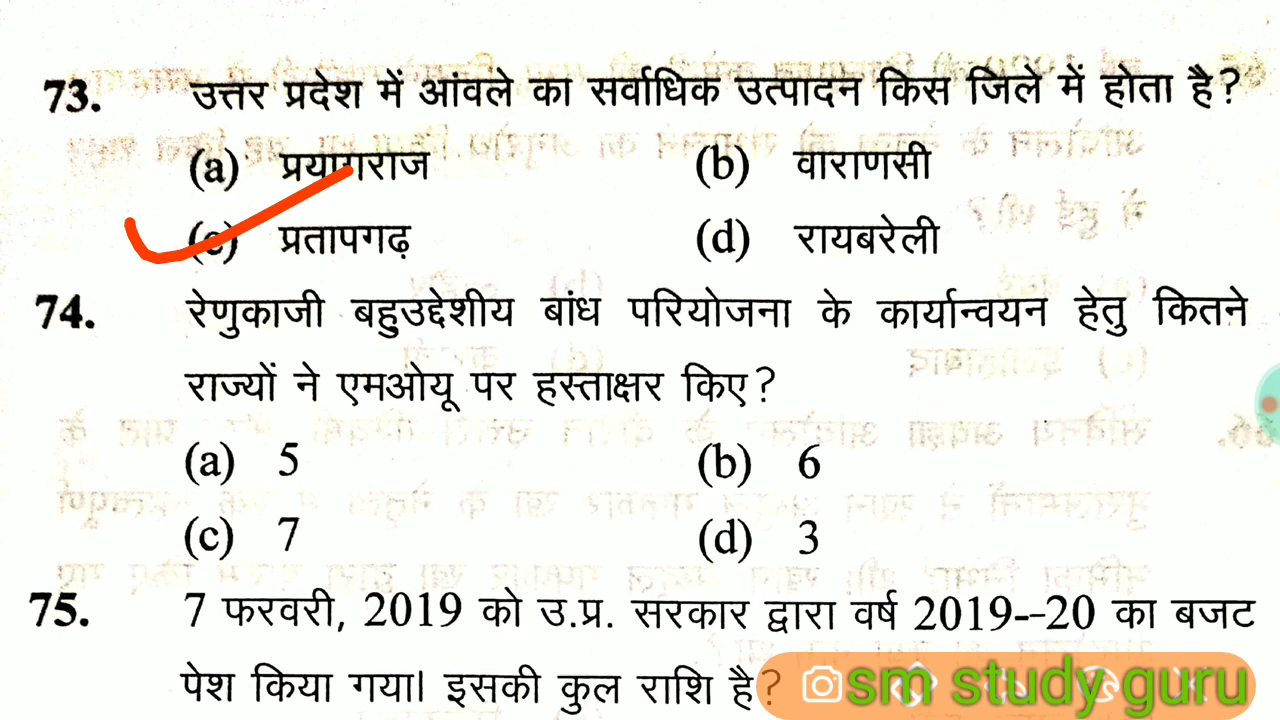 73. उत्तर प्रदेश में आंवले का सर्वाधिक उत्पादन किस जिले में होता है?
(a) प्रयागराज (b) वाराणसी
(c) प्रतापगढ़ (d) रायबरेली
74. रेणुकाजी बहुउद्देशीय बांध परियोजना के कार्यान्वयन हेतु कितने
राज्यों ने एमओयू पर हस्ताक्षर किए?
(a) 5 (b) 6
(c) 7 (d) 3
75. 7 फरवरी, 2019 को उ.प्र. सरकार द्वारा वर्ष 2019--20 का बजट
पेश किया गया। इसकी कुल राशि है?
sm study guru